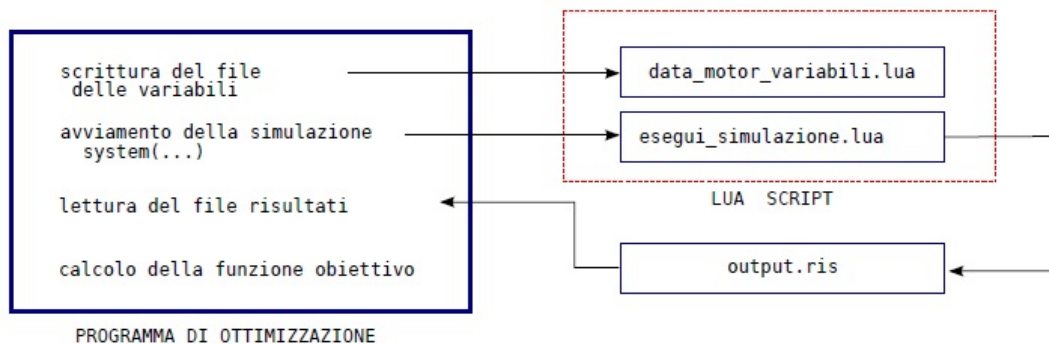 scrittura del file
delle variabili
avviamento della simulazione
system(...)
lettura del file risultati
calcolo della funzione obiettivo
PROGRAMMA DI OTTIMIZZAZIONE
data_motor_variabili.lua
esegui_simulazione.lua
LUA SCRIPT
output.ris